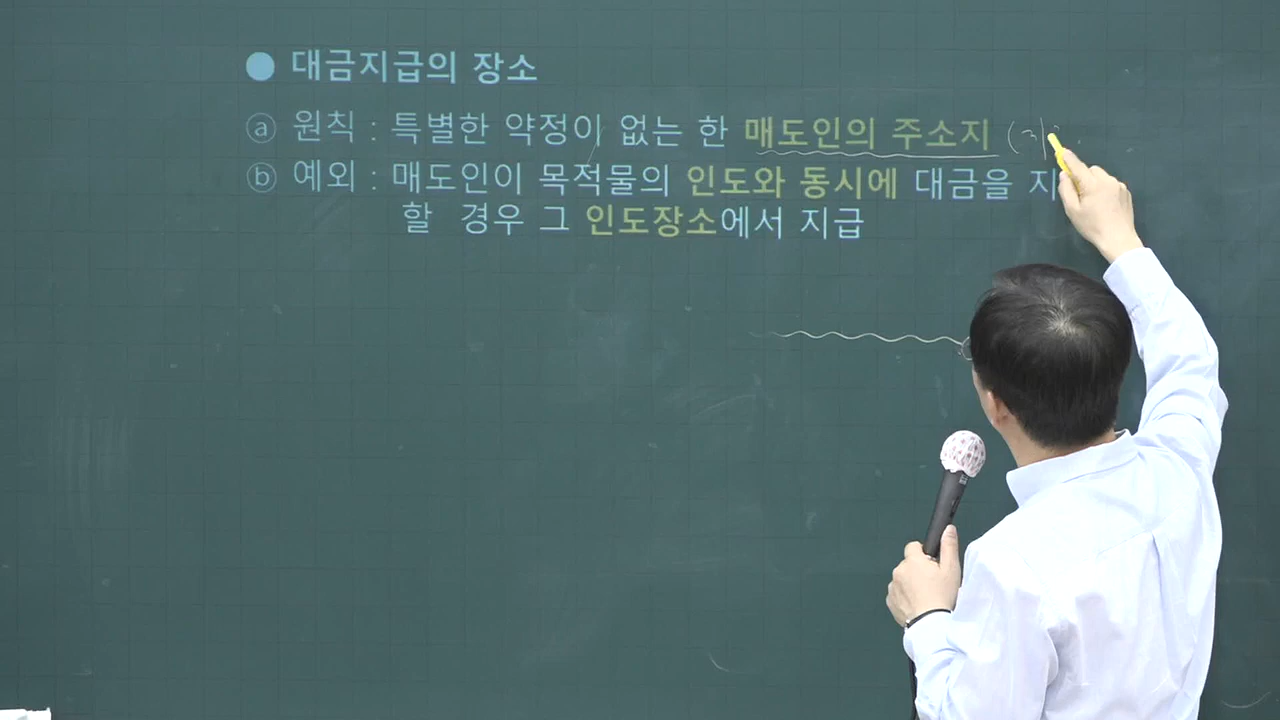 ● 대금지급의 장소
ⓐ 원칙 : 특별한 약정이 없는 한 매도인의 주소지
ⓑ 예외 : 매도인이 목적물의 인도와 동시에 대금을 지
할 경우 그 인도장소에서 지급